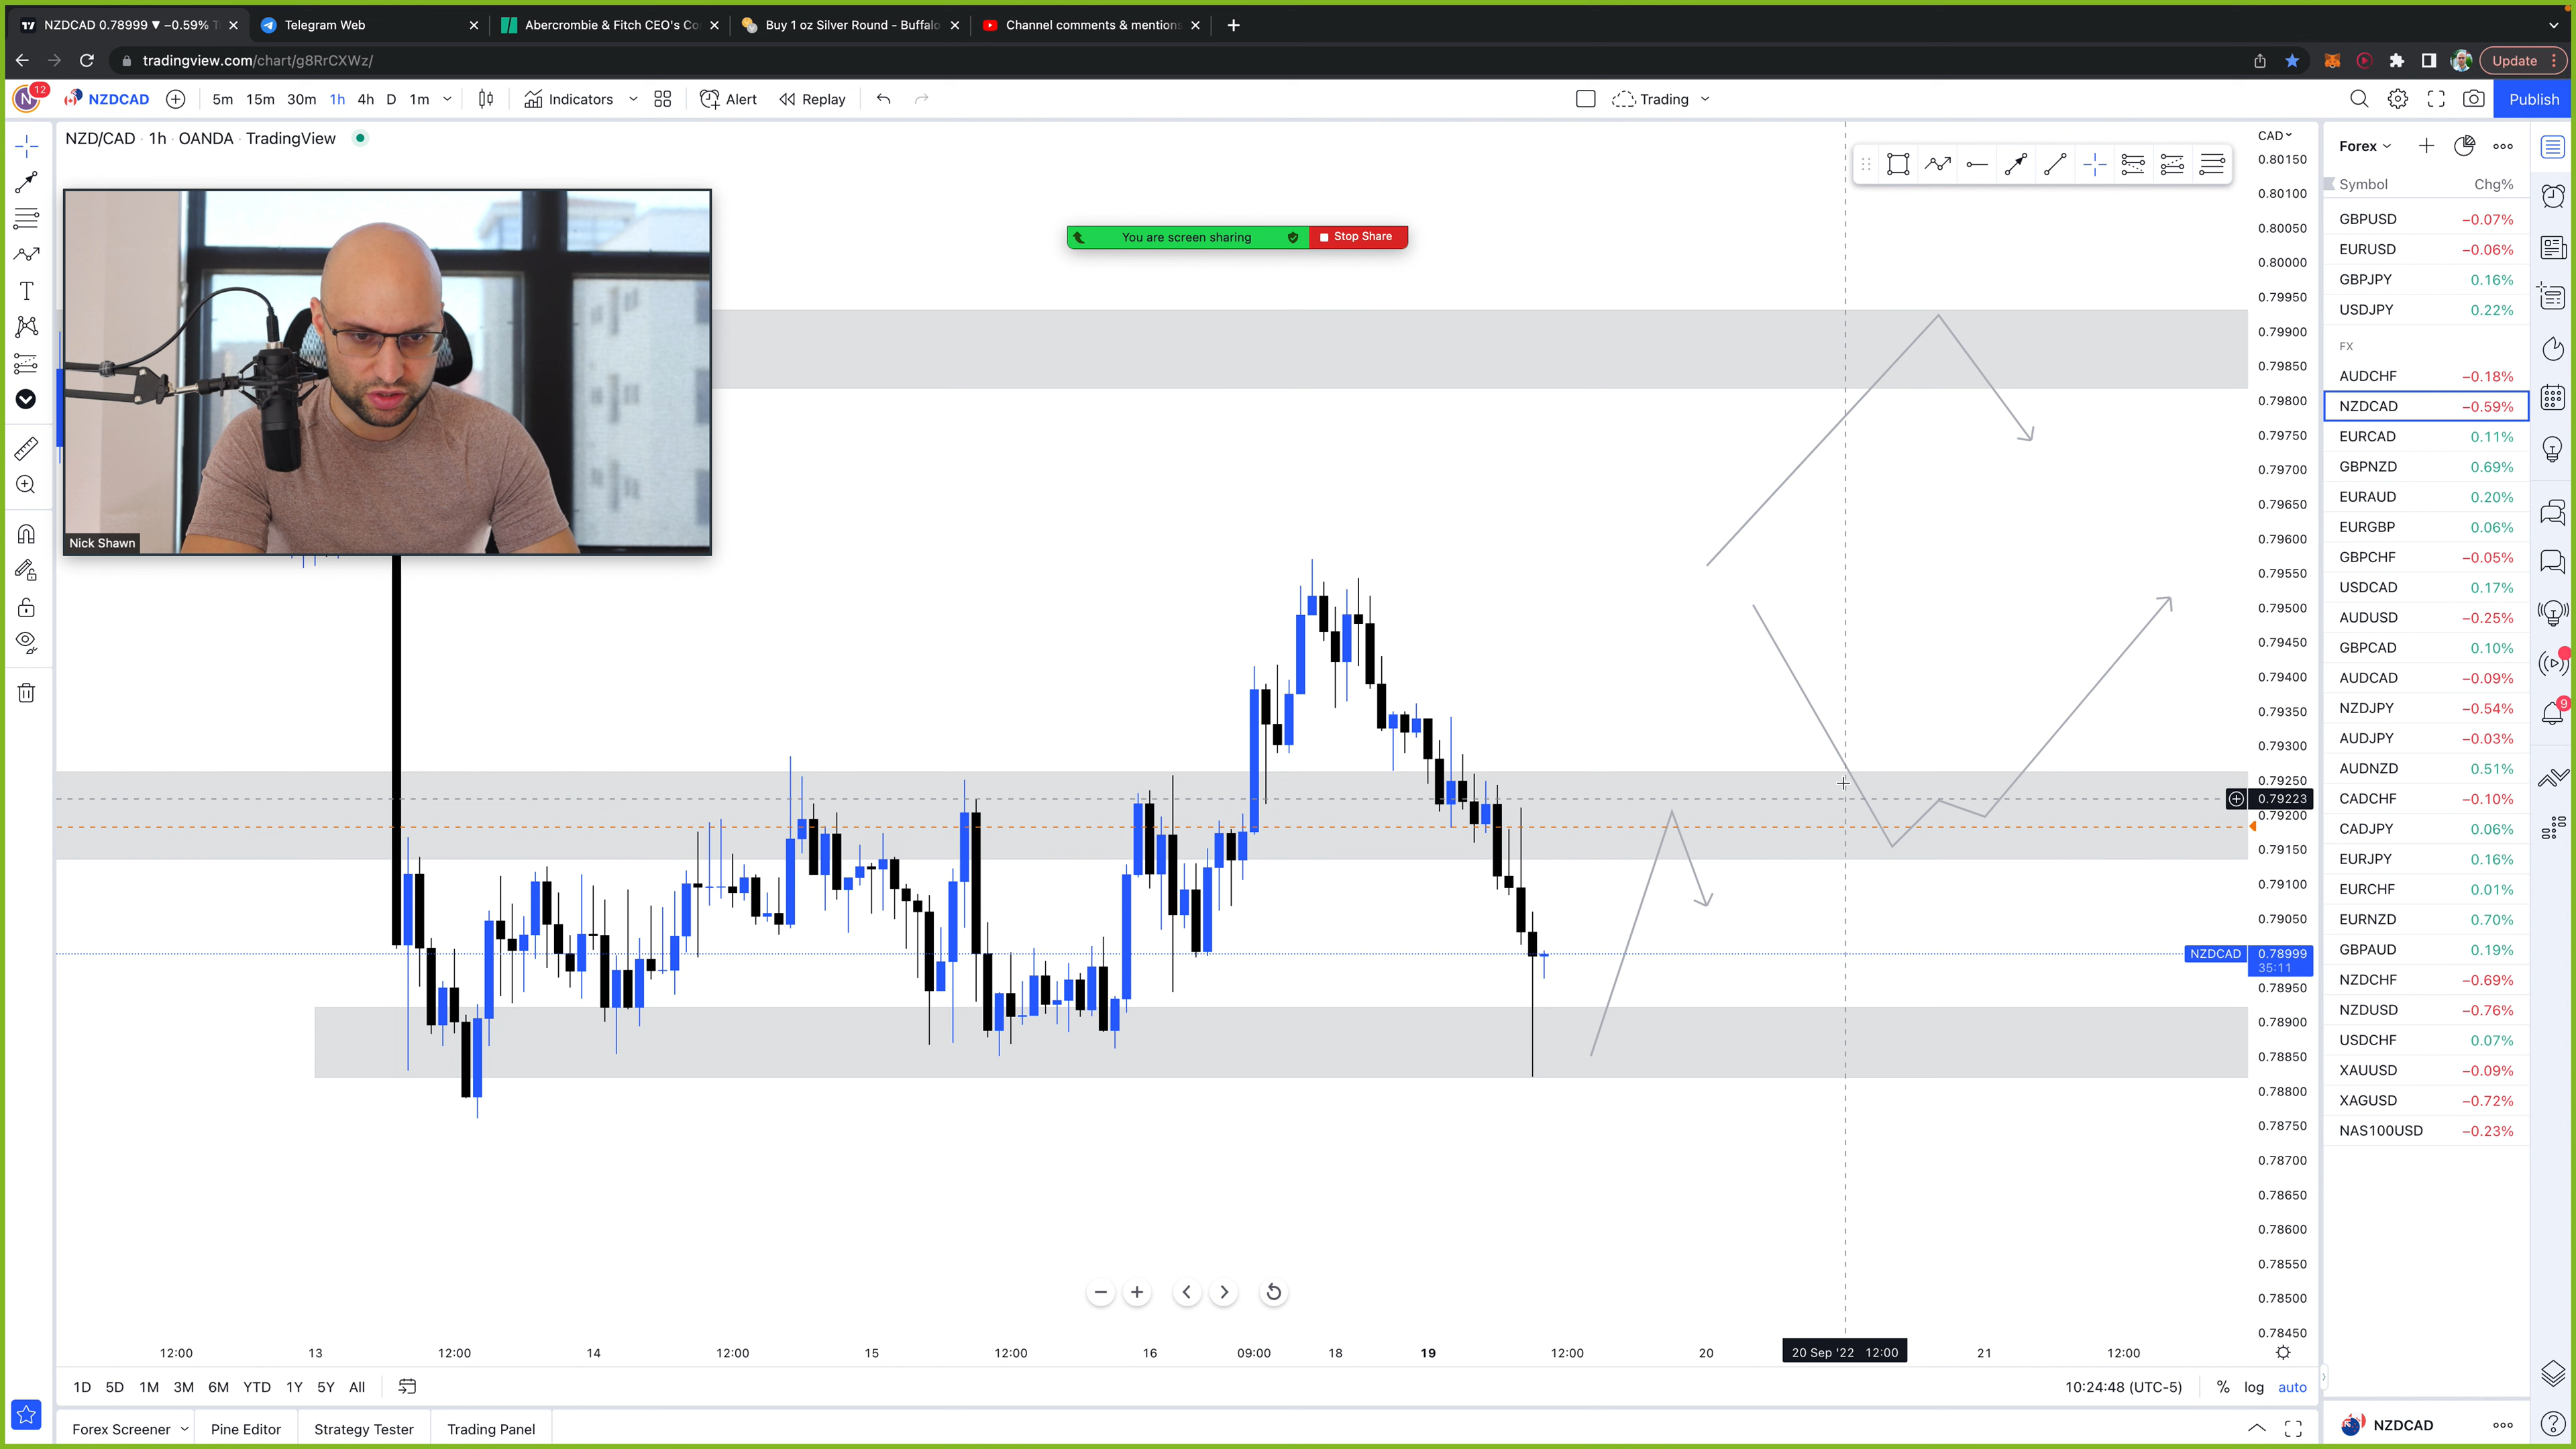 NZDCAD 0.78999 ▼ −0.59% T
Telegram Web
Abercrombie & Fitch CEO's Co
Buy 1 oz Silver Round - Buffalo
Channel comments & mentions
tradingview.com/chart/g8RrCXWz/
Update
N 12
NZDCAD
5m 15m 30m 1h 4h D 1m
Indicators
Alert
Replay
Trading
Publish
NZD/CAD · 1h · OANDA · TradingView
You are screen sharing
Stop Share
Nick Shawn
CAD
0.80150
0.80100
0.80050
0.80000
0.79950
0.79900
0.79850
0.79800
0.79750
0.79700
0.79650
0.79600
0.79550
0.79500
0.79450
0.79400
0.79350
0.79300
0.79250
0.79223
0.79200
0.79150
0.79100
0.79050
NZDCAD 0.78999
35:11
0.78950
0.78900
0.78850
0.78800
0.78750
0.78700
0.78650
0.78600
0.78550
0.78500
0.78450
12:00 13 12:00 14 12:00 15 12:00 16 09:00 18 19 12:00 20 20 Sep '22 12:00 21 12:00
1D 5D 1M 3M 6M YTD 1Y 5Y All
10:24:48 (UTC-5)
% log auto
Forex Screener
Pine Editor
Strategy Tester
Trading Panel
Forex
Symbol Chg%
GBPUSD −0.07%
EURUSD −0.06%
GBPJPY 0.16%
USDJPY 0.22%
FX
AUDCHF −0.18%
NZDCAD −0.59%
EURCAD 0.11%
GBPNZD 0.69%
EURAUD 0.20%
EURGBP 0.06%
GBPCHF −0.05%
USDCAD 0.17%
AUDUSD −0.25%
GBPCAD 0.10%
AUDCAD −0.09%
NZDJPY −0.54%
AUDJPY −0.03%
AUDNZD 0.51%
CADCHF −0.10%
CADJPY 0.06%
EURJPY 0.16%
EURCHF 0.01%
EURNZD 0.70%
GBPAUD 0.19%
NZDCHF −0.69%
NZDUSD −0.76%
USDCHF 0.07%
XAUUSD −0.09%
XAGUSD −0.72%
NAS100USD −0.23%
NZDCAD
9